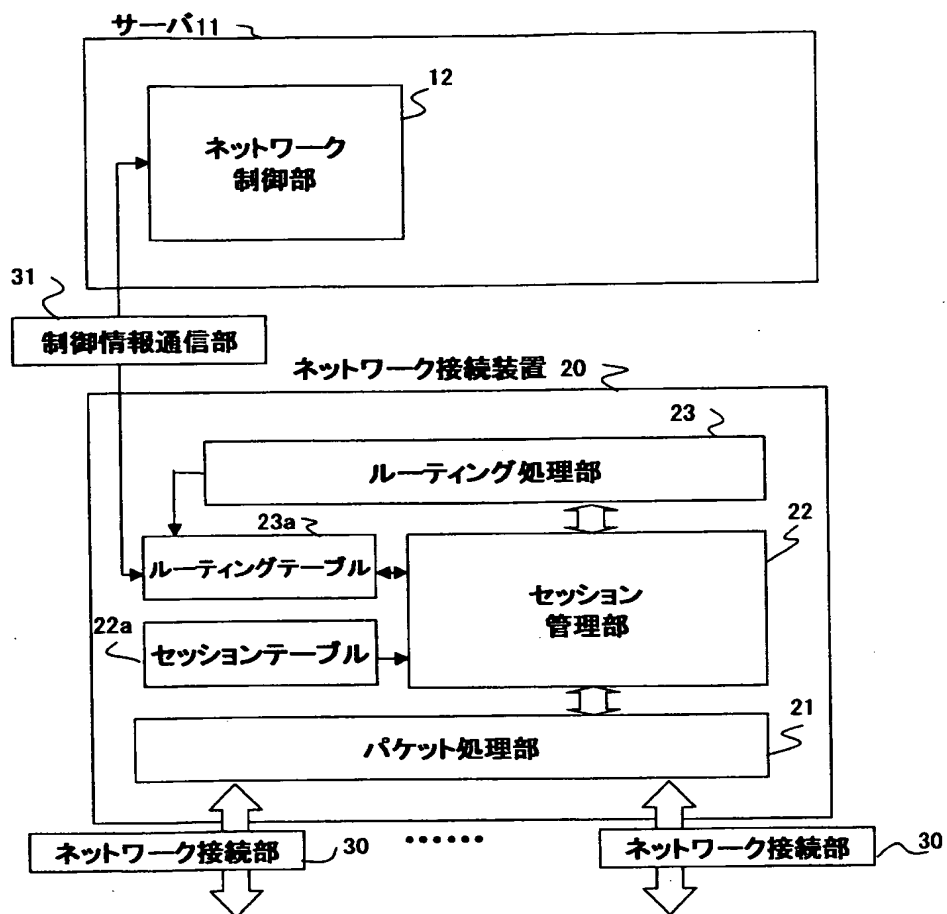 サーバ11
12
ネットワーク
制御部
31
制御情報通信部
ネットワーク接続装置 20
23
ルーティング処理部
23a
22
ルーティングテーブル
セッション
管理部
22a
セッションテーブル
21
パケット処理部
ネットワーク接続部
30
ネットワーク接続部
30